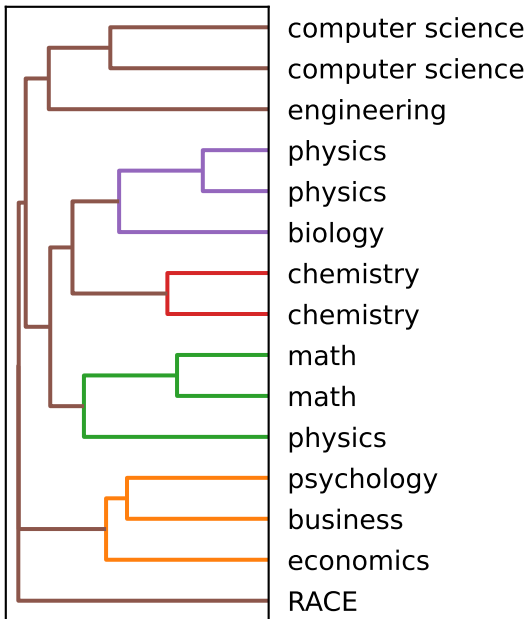 computer science
computer science
engineering
physics
physics
biology
chemistry
chemistry
math
math
physics
psychology
business
economics
RACE